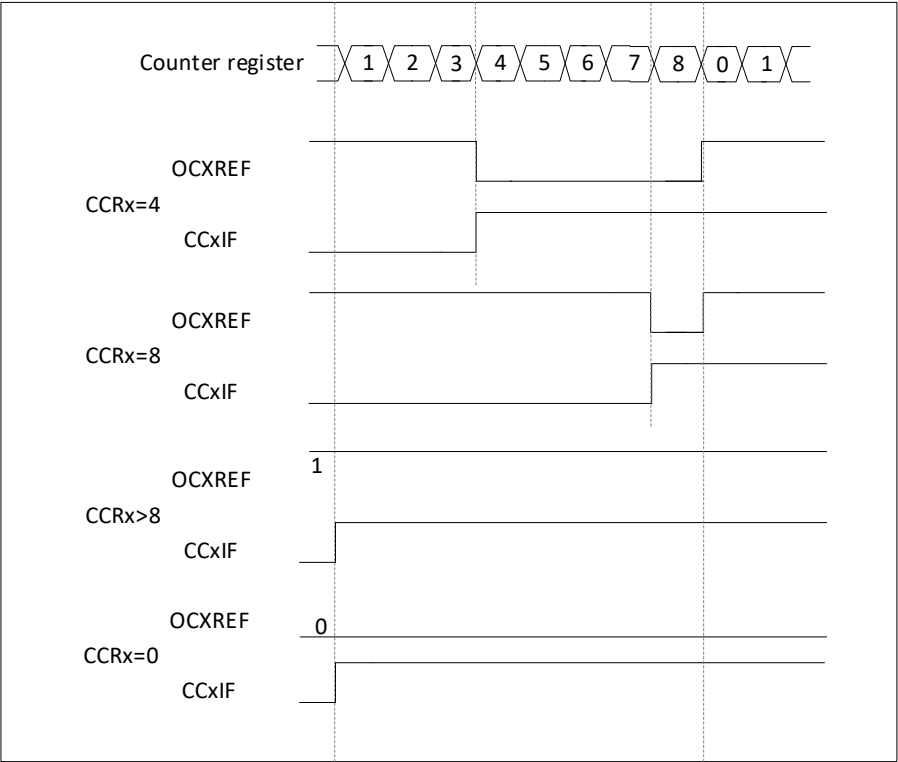 Counter register 1 2 3 4 5 6 7 8 0 1
OCXREF
CCRx=4
CCxIF
OCXREF
CCRx=8
CCxIF
1
OCXREF
CCRx>8
CCxIF
OCXREF 0
CCRx=0
CCxIF